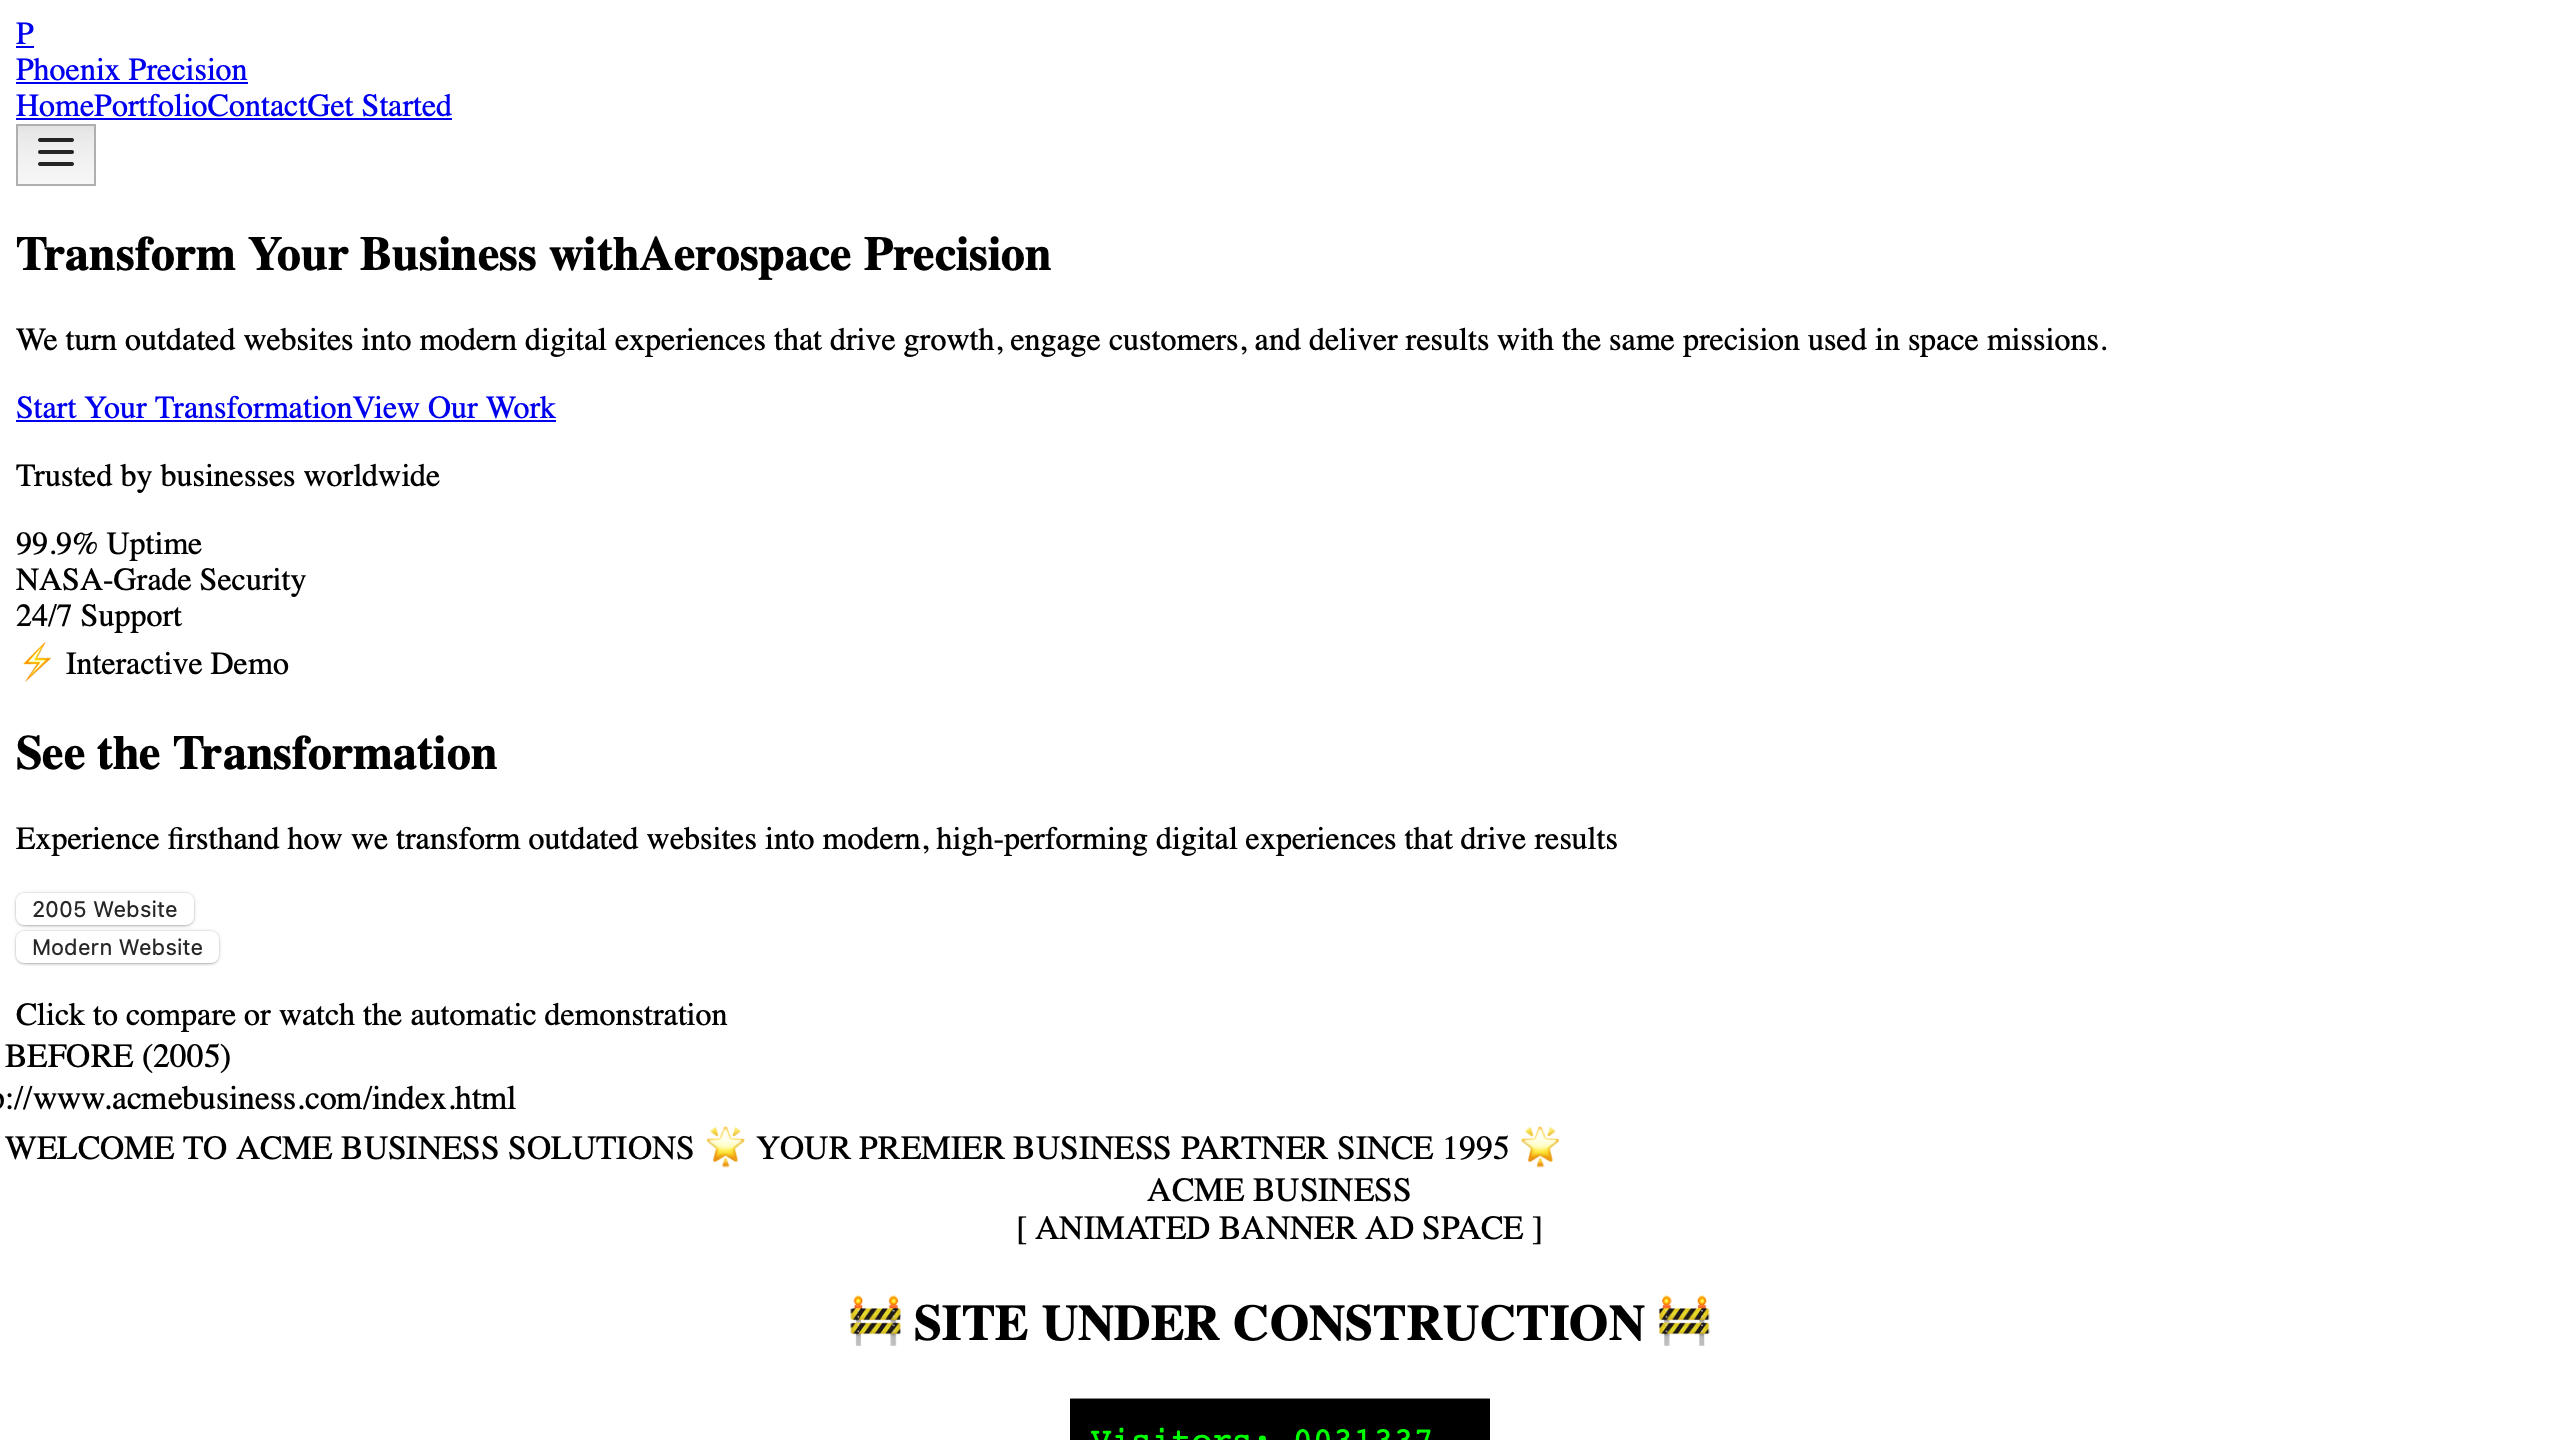 P
Phoenix Precision
HomePortfolioContactGet Started
Transform Your Business withAerospace Precision
We turn outdated websites into modern digital experiences that drive growth, engage customers, and deliver results with the same precision used in space missions.
Start Your TransformationView Our Work
Trusted by businesses worldwide
99.9% Uptime
NASA-Grade Security
24/7 Support
⚡ Interactive Demo
See the Transformation
Experience firsthand how we transform outdated websites into modern, high-performing digital experiences that drive results
2005 Website
Modern Website
Click to compare or watch the automatic demonstration
BEFORE (2005)
://www.acmebusiness.com/index.html
WELCOME TO ACME BUSINESS SOLUTIONS 🌟 YOUR PREMIER BUSINESS PARTNER SINCE 1995 🌟
ACME BUSINESS
[ ANIMATED BANNER AD SPACE ]
🚧 SITE UNDER CONSTRUCTION 🚧
Visitors: 0031337